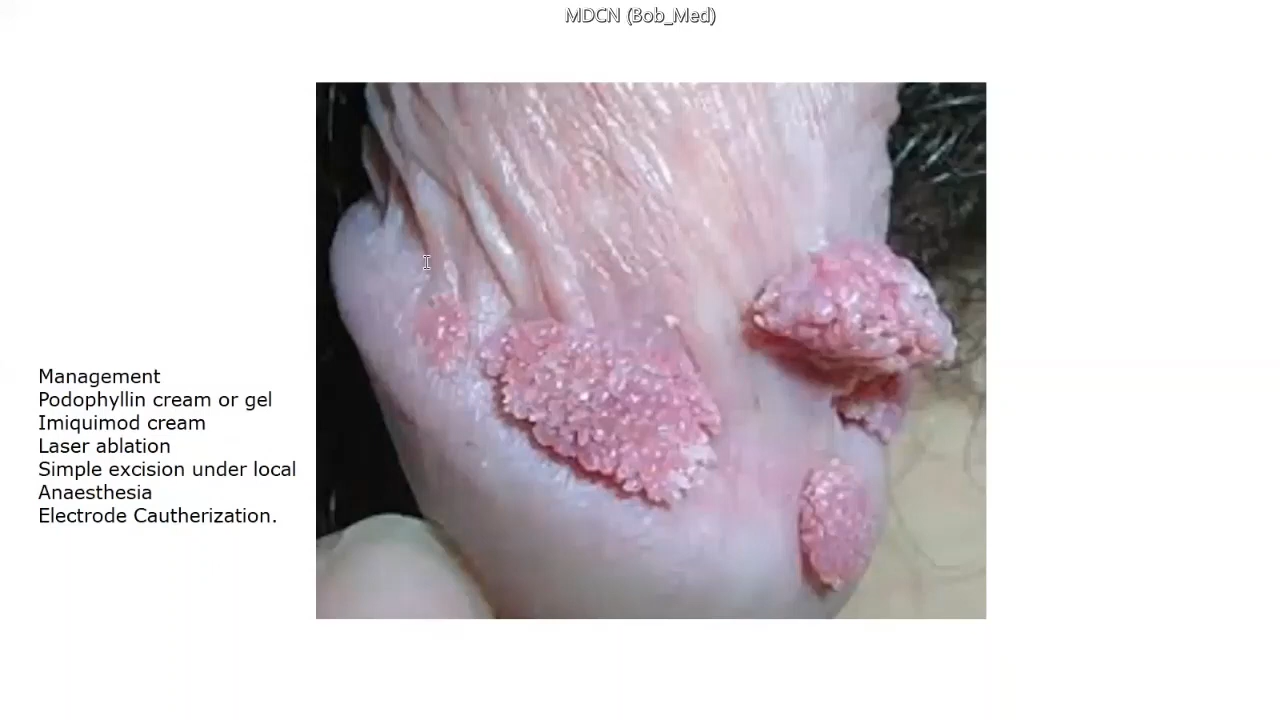 MDCN (Bob_Med)
Management
Podophyllin cream or gel
Imiquimod cream
Laser ablation
Simple excision under local
Anaesthesia
Electrode Cautherization.